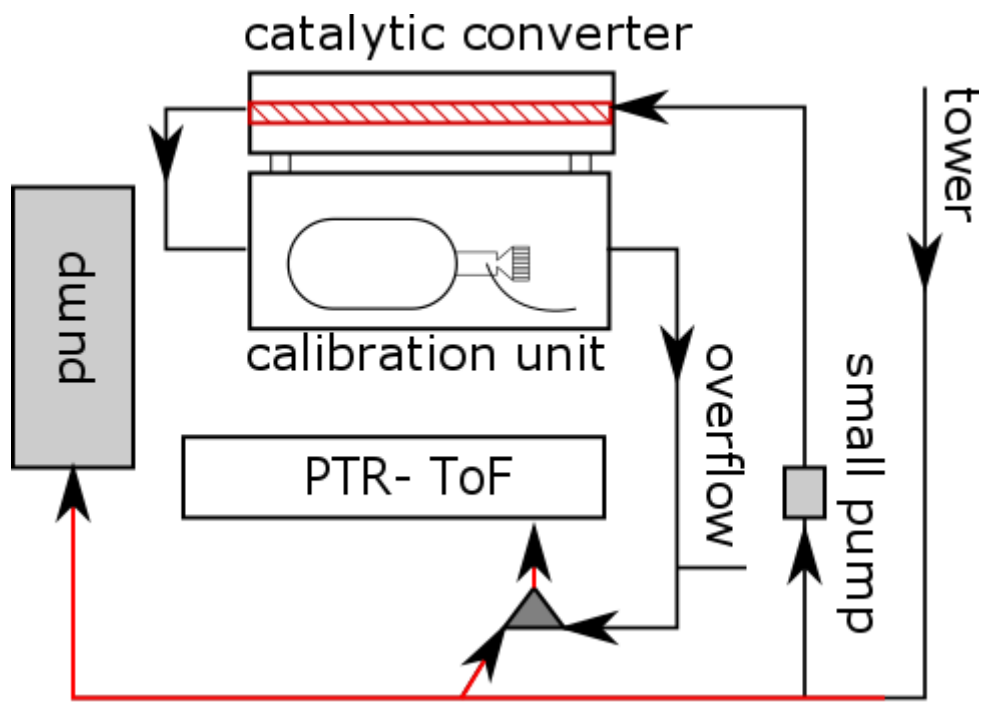 catalytic converter
tower
pump
calibration unit
overflow
small pump
PTR- ToF